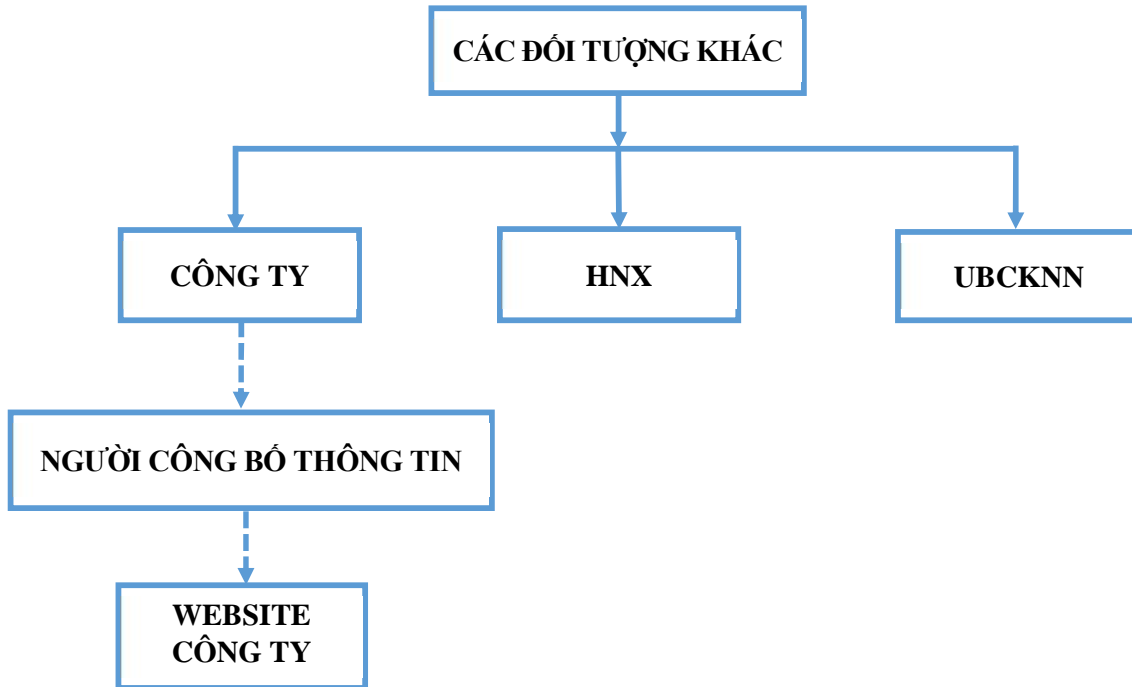 CÁC ĐỐI TƯỢNG KHÁC
CÔNG TY
HNX
UBCKNN
NGƯỜI CÔNG BỐ THÔNG TIN
WEBSITE
CÔNG TY